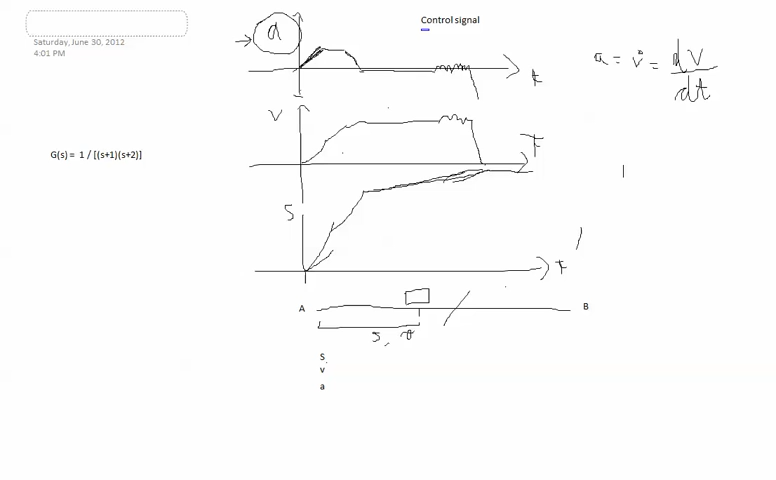 Control signal
Saturday, June 30, 2012
4:01 PM
a
t
a = v̇ = dv/dt
V
t
G(s) = 1 / [(s+1)(s+2)]
S
t
A
B
S, v
S
v
a